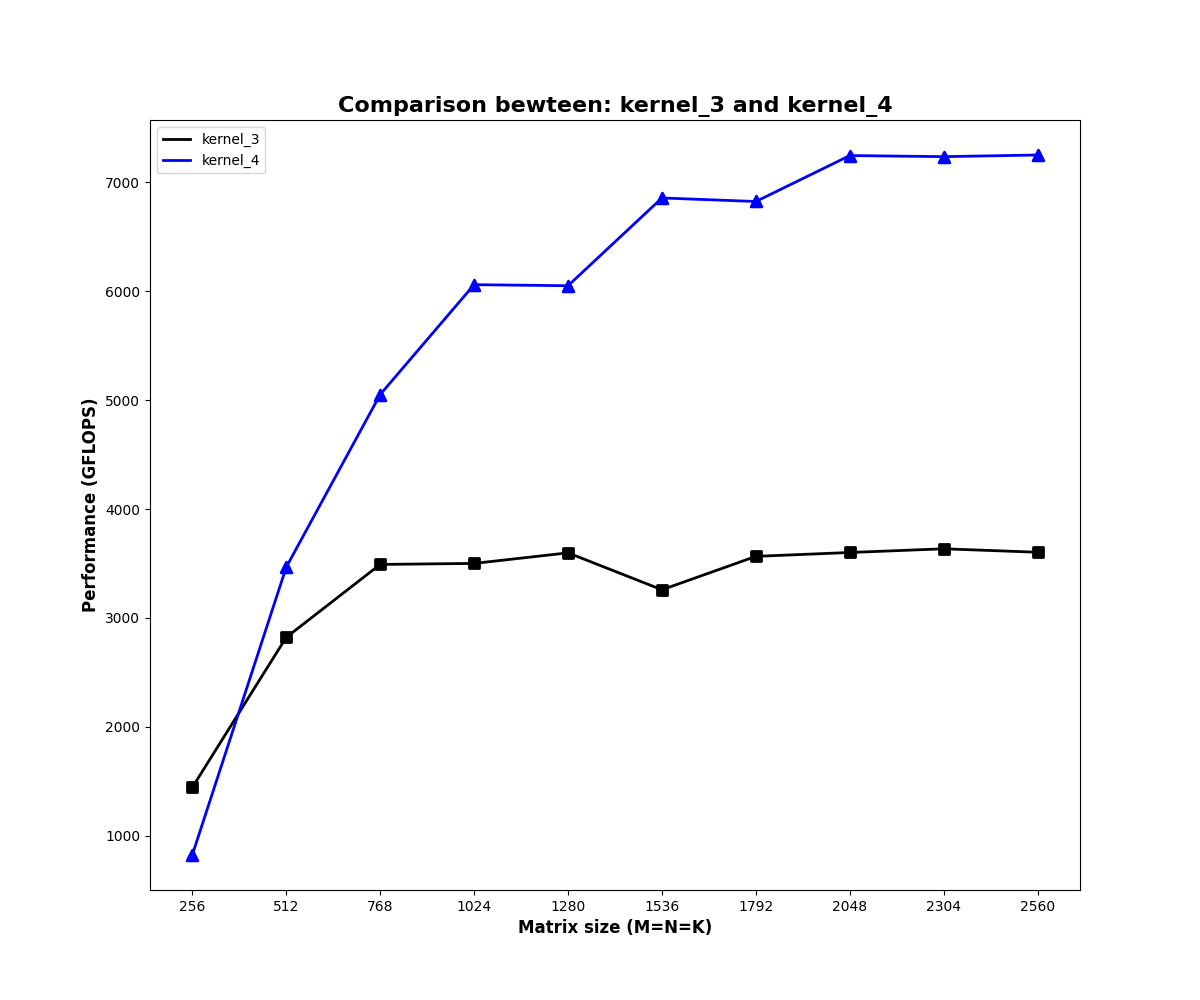 Comparison bewteen: kernel_3 and kernel_4
kernel_3
kernel_4
7000
6000
5000
4000
3000
2000
1000
Performance (GFLOPS)
256 512 768 1024 1280 1536 1792 2048 2304 2560
Matrix size (M=N=K)